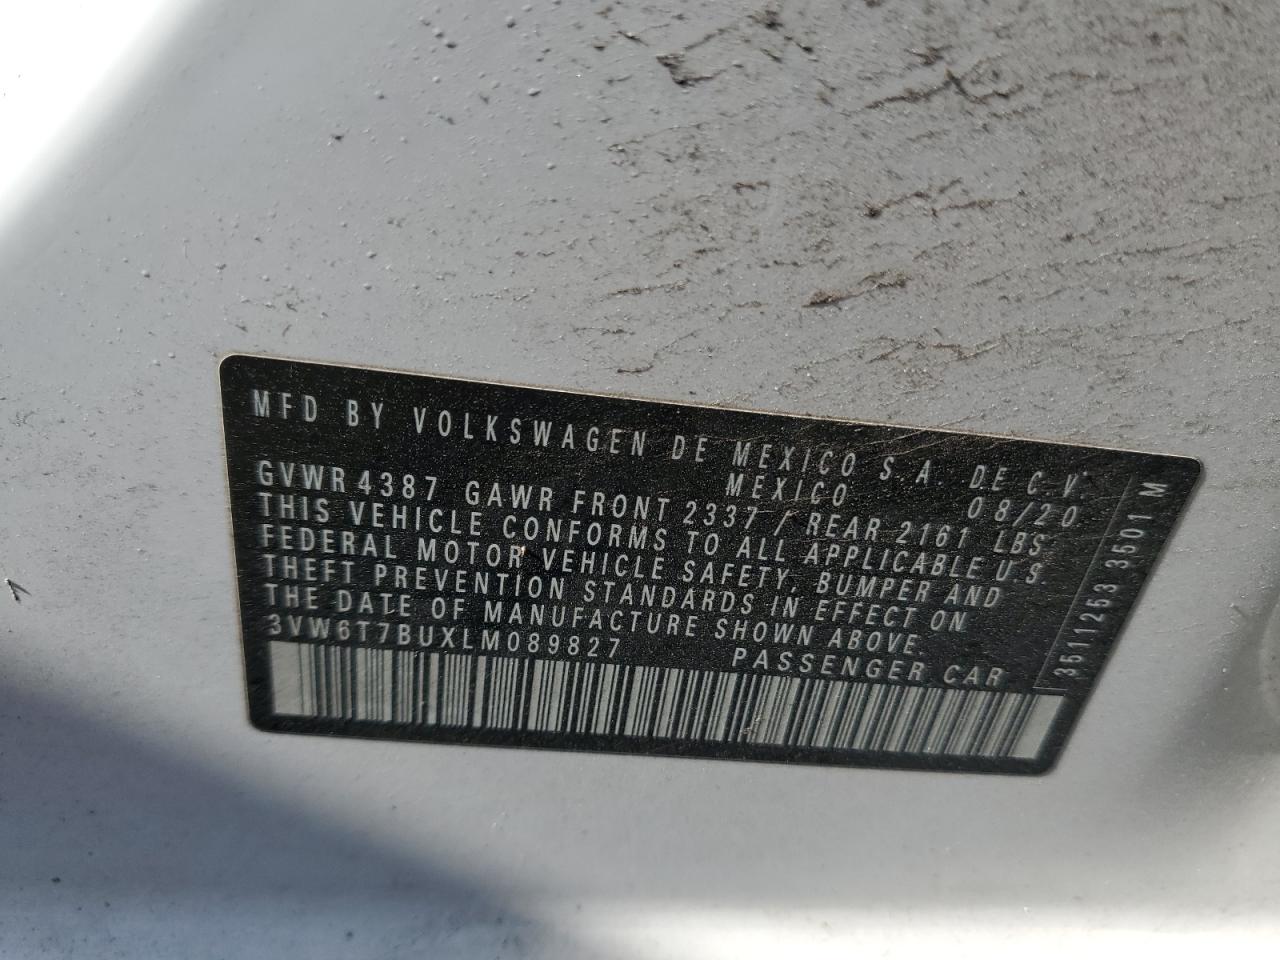 MFD BY VOLKSWAGEN DE MEXICO S.A. DE C.V.
MEXICO 08/20
GVWR 4387 GAWR FRONT 2337 / REAR 2161 LBS
THIS VEHICLE CONFORMS TO ALL APPLICABLE U.S.
FEDERAL MOTOR VEHICLE SAFETY, BUMPER AND
THEFT PREVENTION STANDARDS IN EFFECT ON
THE DATE OF MANUFACTURE SHOWN ABOVE.
3VW6T7BUXLM089827 PASSENGER CAR
3511253 3501 M